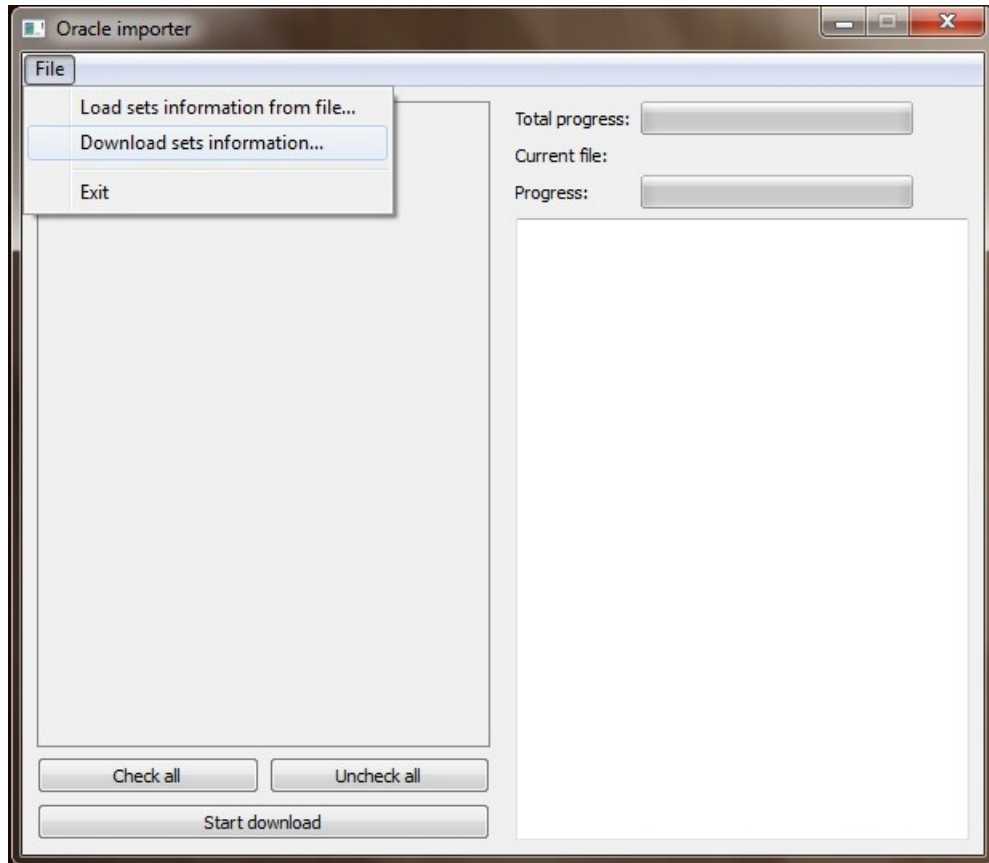 Oracle importer
File
Load sets information from file...
Download sets information...
Exit
Total progress:
Current file:
Progress:
Check all
Uncheck all
Start download